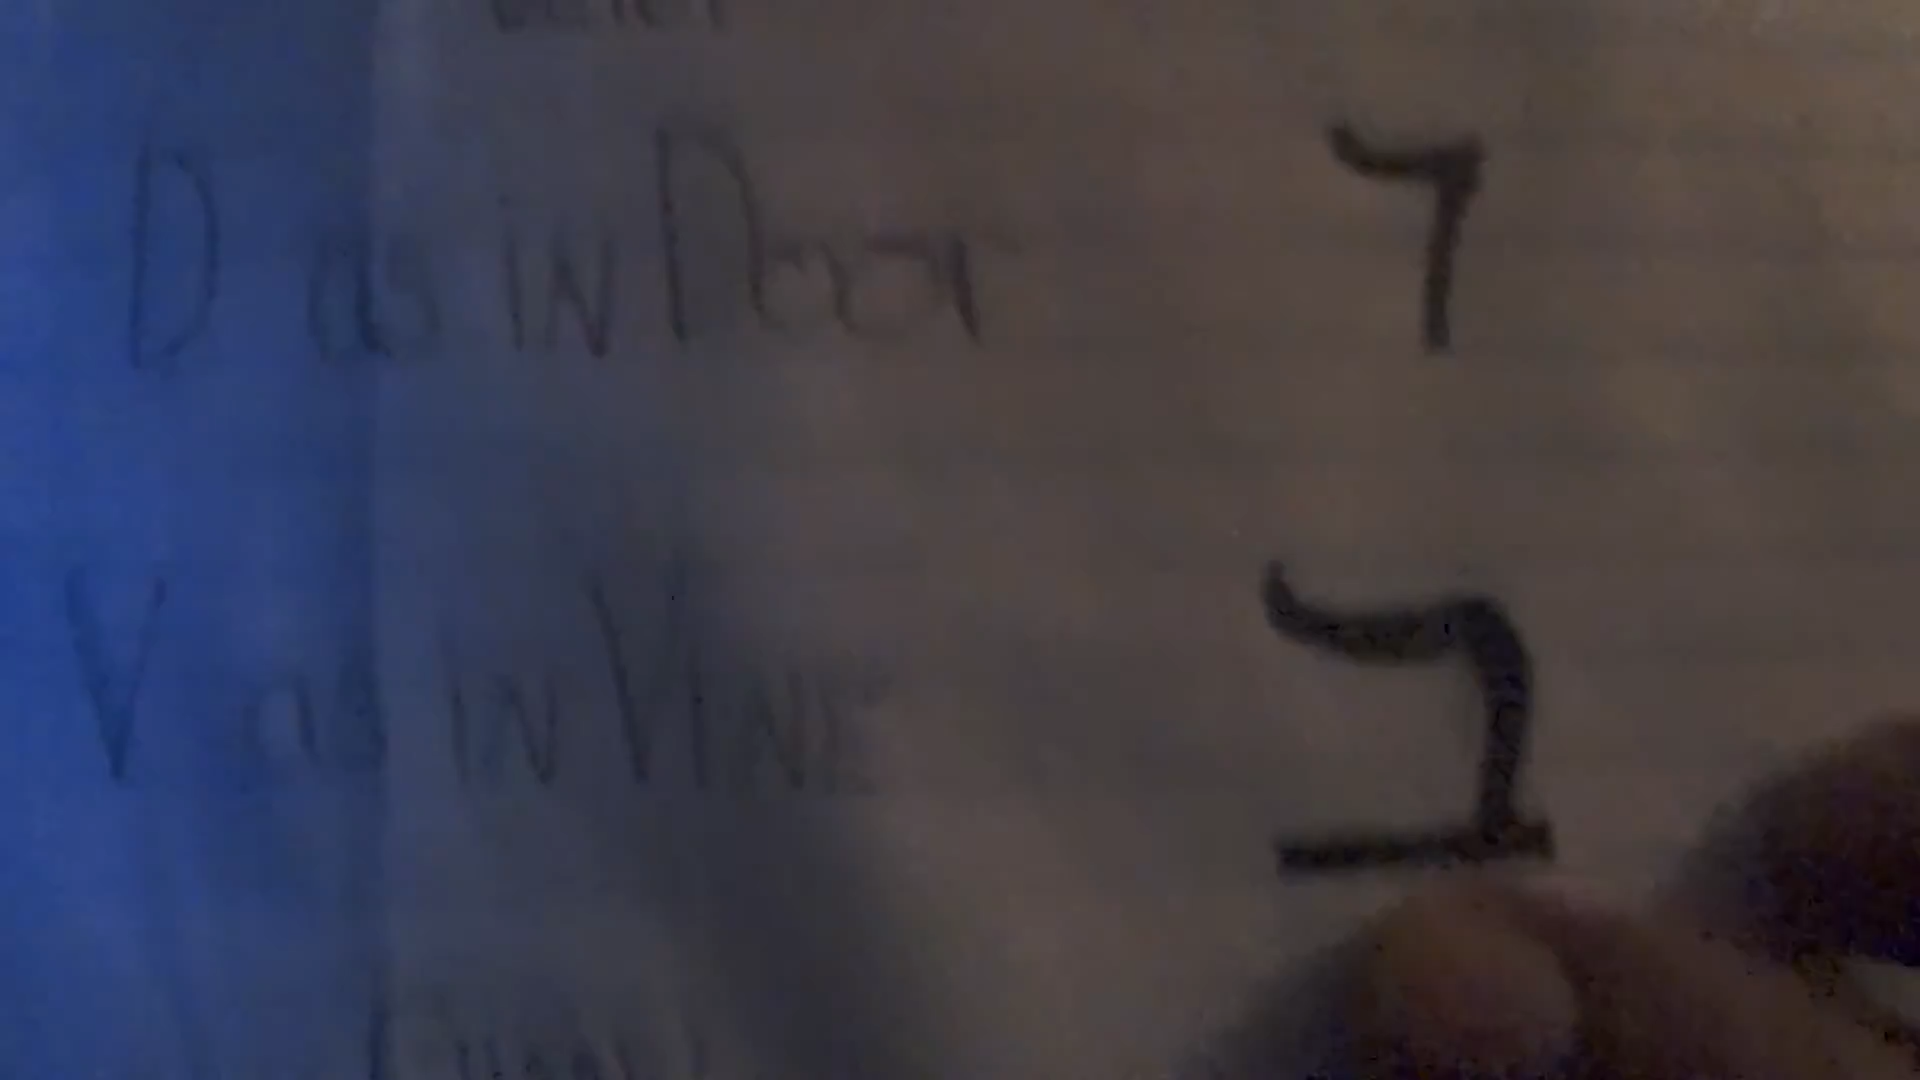 D as in Door ד
V as in Vine ב